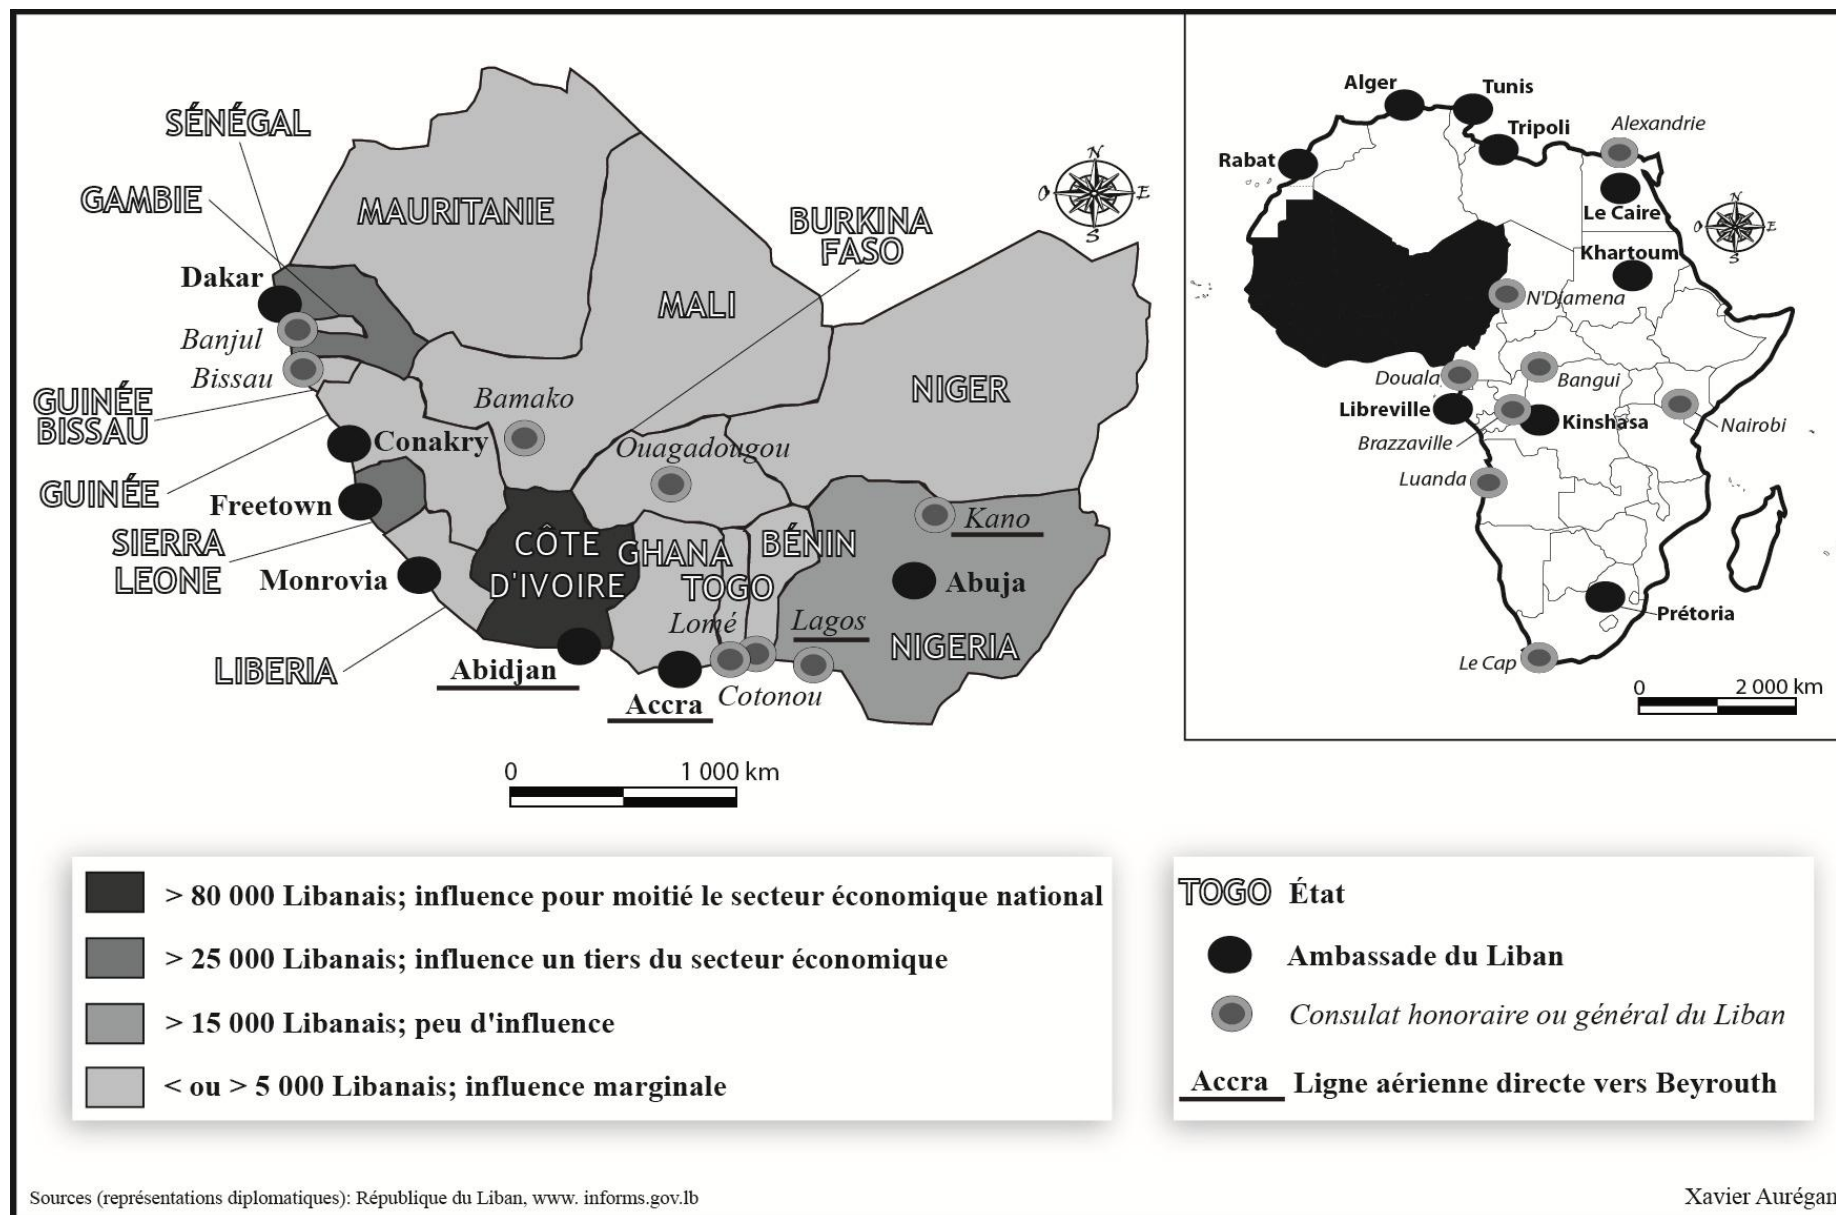 SÉNÉGAL
GAMBIE
MAURITANIE
BURKINA
FASO
N
O
E
S
Dakar
MALI
Banjul
Bissau
NIGER
GUINÉE
BISSAU
Bamako
Conakry
Ouagadougou
GUINÉE
Freetown
Kano
SIERRA
LEONE
CÔTE
D'IVOIRE
GHANA
BÉNIN
TOGO
Monrovia
Abuja
Lomé
Lagos
NIGERIA
LIBERIA
Abidjan
Accra
Cotonou
0 1 000 km
Alger
Tunis
Tripoli
Alexandrie
Rabat
Le Caire
N
O
E
S
Khartoum
N'Djamena
Douala
Bangui
Libreville
Kinshasa
Brazzaville
Nairobi
Luanda
Prétoria
Le Cap
0 2 000 km
> 80 000 Libanais; influence pour moitié le secteur économique national
> 25 000 Libanais; influence un tiers du secteur économique
> 15 000 Libanais; peu d'influence
< ou > 5 000 Libanais; influence marginale
TOGO État
Ambassade du Liban
Consulat honoraire ou général du Liban
Accra Ligne aérienne directe vers Beyrouth
Sources (représentations diplomatiques): République du Liban, www. informs.gov.lb
Xavier Aurégan